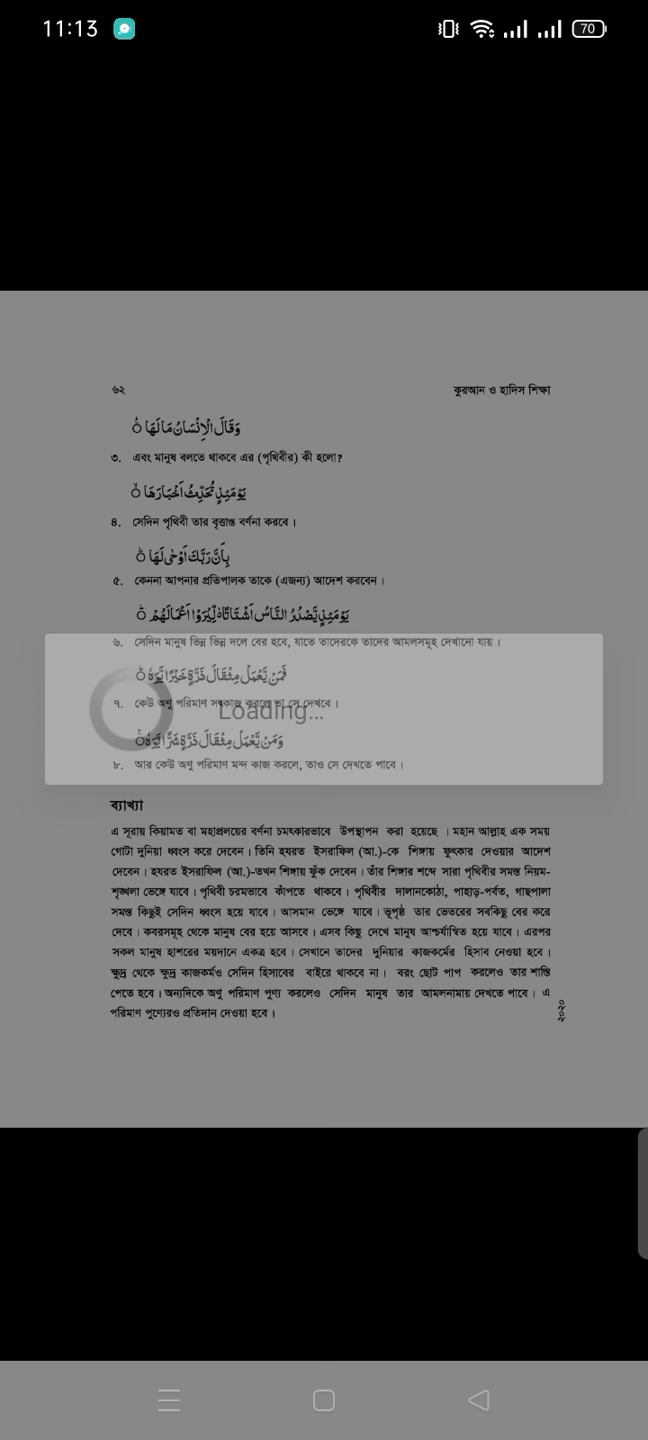 11:13
70
৬২ কুরআন ও হাদিস শিক্ষা
وَقَالَ الْاِنْسَانُ مَا لَهَا
৩. এবং মানুষ বলতে থাকবে এর (পৃথিবীর) কী হলো?
يَوْمَئِذٍ تُحَدِّثُ اَخْبَارَهَا
৪. সেদিন পৃথিবী তার বৃত্তান্ত বর্ণনা করবে।
بِاَنَّ رَبَّكَ اَوْحٰى لَهَا
৫. কেননা আপনার প্রতিপালক তাকে (এজন্য) আদেশ করবেন।
يَوْمَئِذٍ يَّصْدُرُ النَّاسُ اَشْتَاتًا لِّيُرَوْا اَعْمَالَهُمْ
৬. সেদিন মানুষ ভিন্ন ভিন্ন দলে বের হবে, যাতে তাদেরকে তাদের আমলসমূহ দেখানো যায়।
فَمَنْ يَّعْمَلْ مِثْقَالَ ذَرَّةٍ خَيْرًا يَّرَهٗ
৭. কেউ অণু পরিমাণ সৎকাজ করলে তা সে দেখবে।
Loading...
وَمَنْ يَّعْمَلْ مِثْقَالَ ذَرَّةٍ شَرًّا يَّرَهٗ
৮. আর কেউ অণু পরিমাণ মন্দ কাজ করলে, তাও সে দেখতে পাবে।
ব্যাখ্যা
এ সূরায় কিয়ামত বা মহাপ্রলয়ের বর্ণনা চমৎকারভাবে উপস্থাপন করা হয়েছে । মহান আল্লাহ এক সময়
গোটা দুনিয়া ধ্বংস করে দেবেন। তিনি হযরত ইসরাফিল (আ.)-কে শিঙ্গায় ফুৎকার দেওয়ার আদেশ
দেবেন। হযরত ইসরাফিল (আ.)-তখন শিঙ্গায় ফুঁক দেবেন। তাঁর শিঙ্গার শব্দে সারা পৃথিবীর সমস্ত নিয়ম-
শৃঙ্খলা ভেঙ্গে যাবে। পৃথিবী চরমভাবে কাঁপতে থাকবে। পৃথিবীর দালানকোঠা, পাহাড়-পর্বত, গাছপালা
সমস্ত কিছুই সেদিন ধ্বংস হয়ে যাবে। আসমান ভেঙ্গে যাবে। ভূপৃষ্ঠ তার ভেতরের সবকিছু বের করে
দেবে। কবরসমূহ থেকে মানুষ বের হয়ে আসবে। এসব কিছু দেখে মানুষ আশ্চর্যান্বিত হয়ে যাবে। এরপর
সকল মানুষ হাশরের ময়দানে একত্র হবে। সেখানে তাদের দুনিয়ার কাজকর্মের হিসাব নেওয়া হবে।
ক্ষুদ্র থেকে ক্ষুদ্র কাজকর্মও সেদিন হিসাবের বাইরে থাকবে না। বরং ছোট পাপ করলেও তার শাস্তি
পেতে হবে। অন্যদিকে অণু পরিমাণ পুণ্য করলেও সেদিন মানুষ তার আমলনামায় দেখতে পাবে। এ
পরিমাণ পুণ্যেরও প্রতিদান দেওয়া হবে।
২০২০